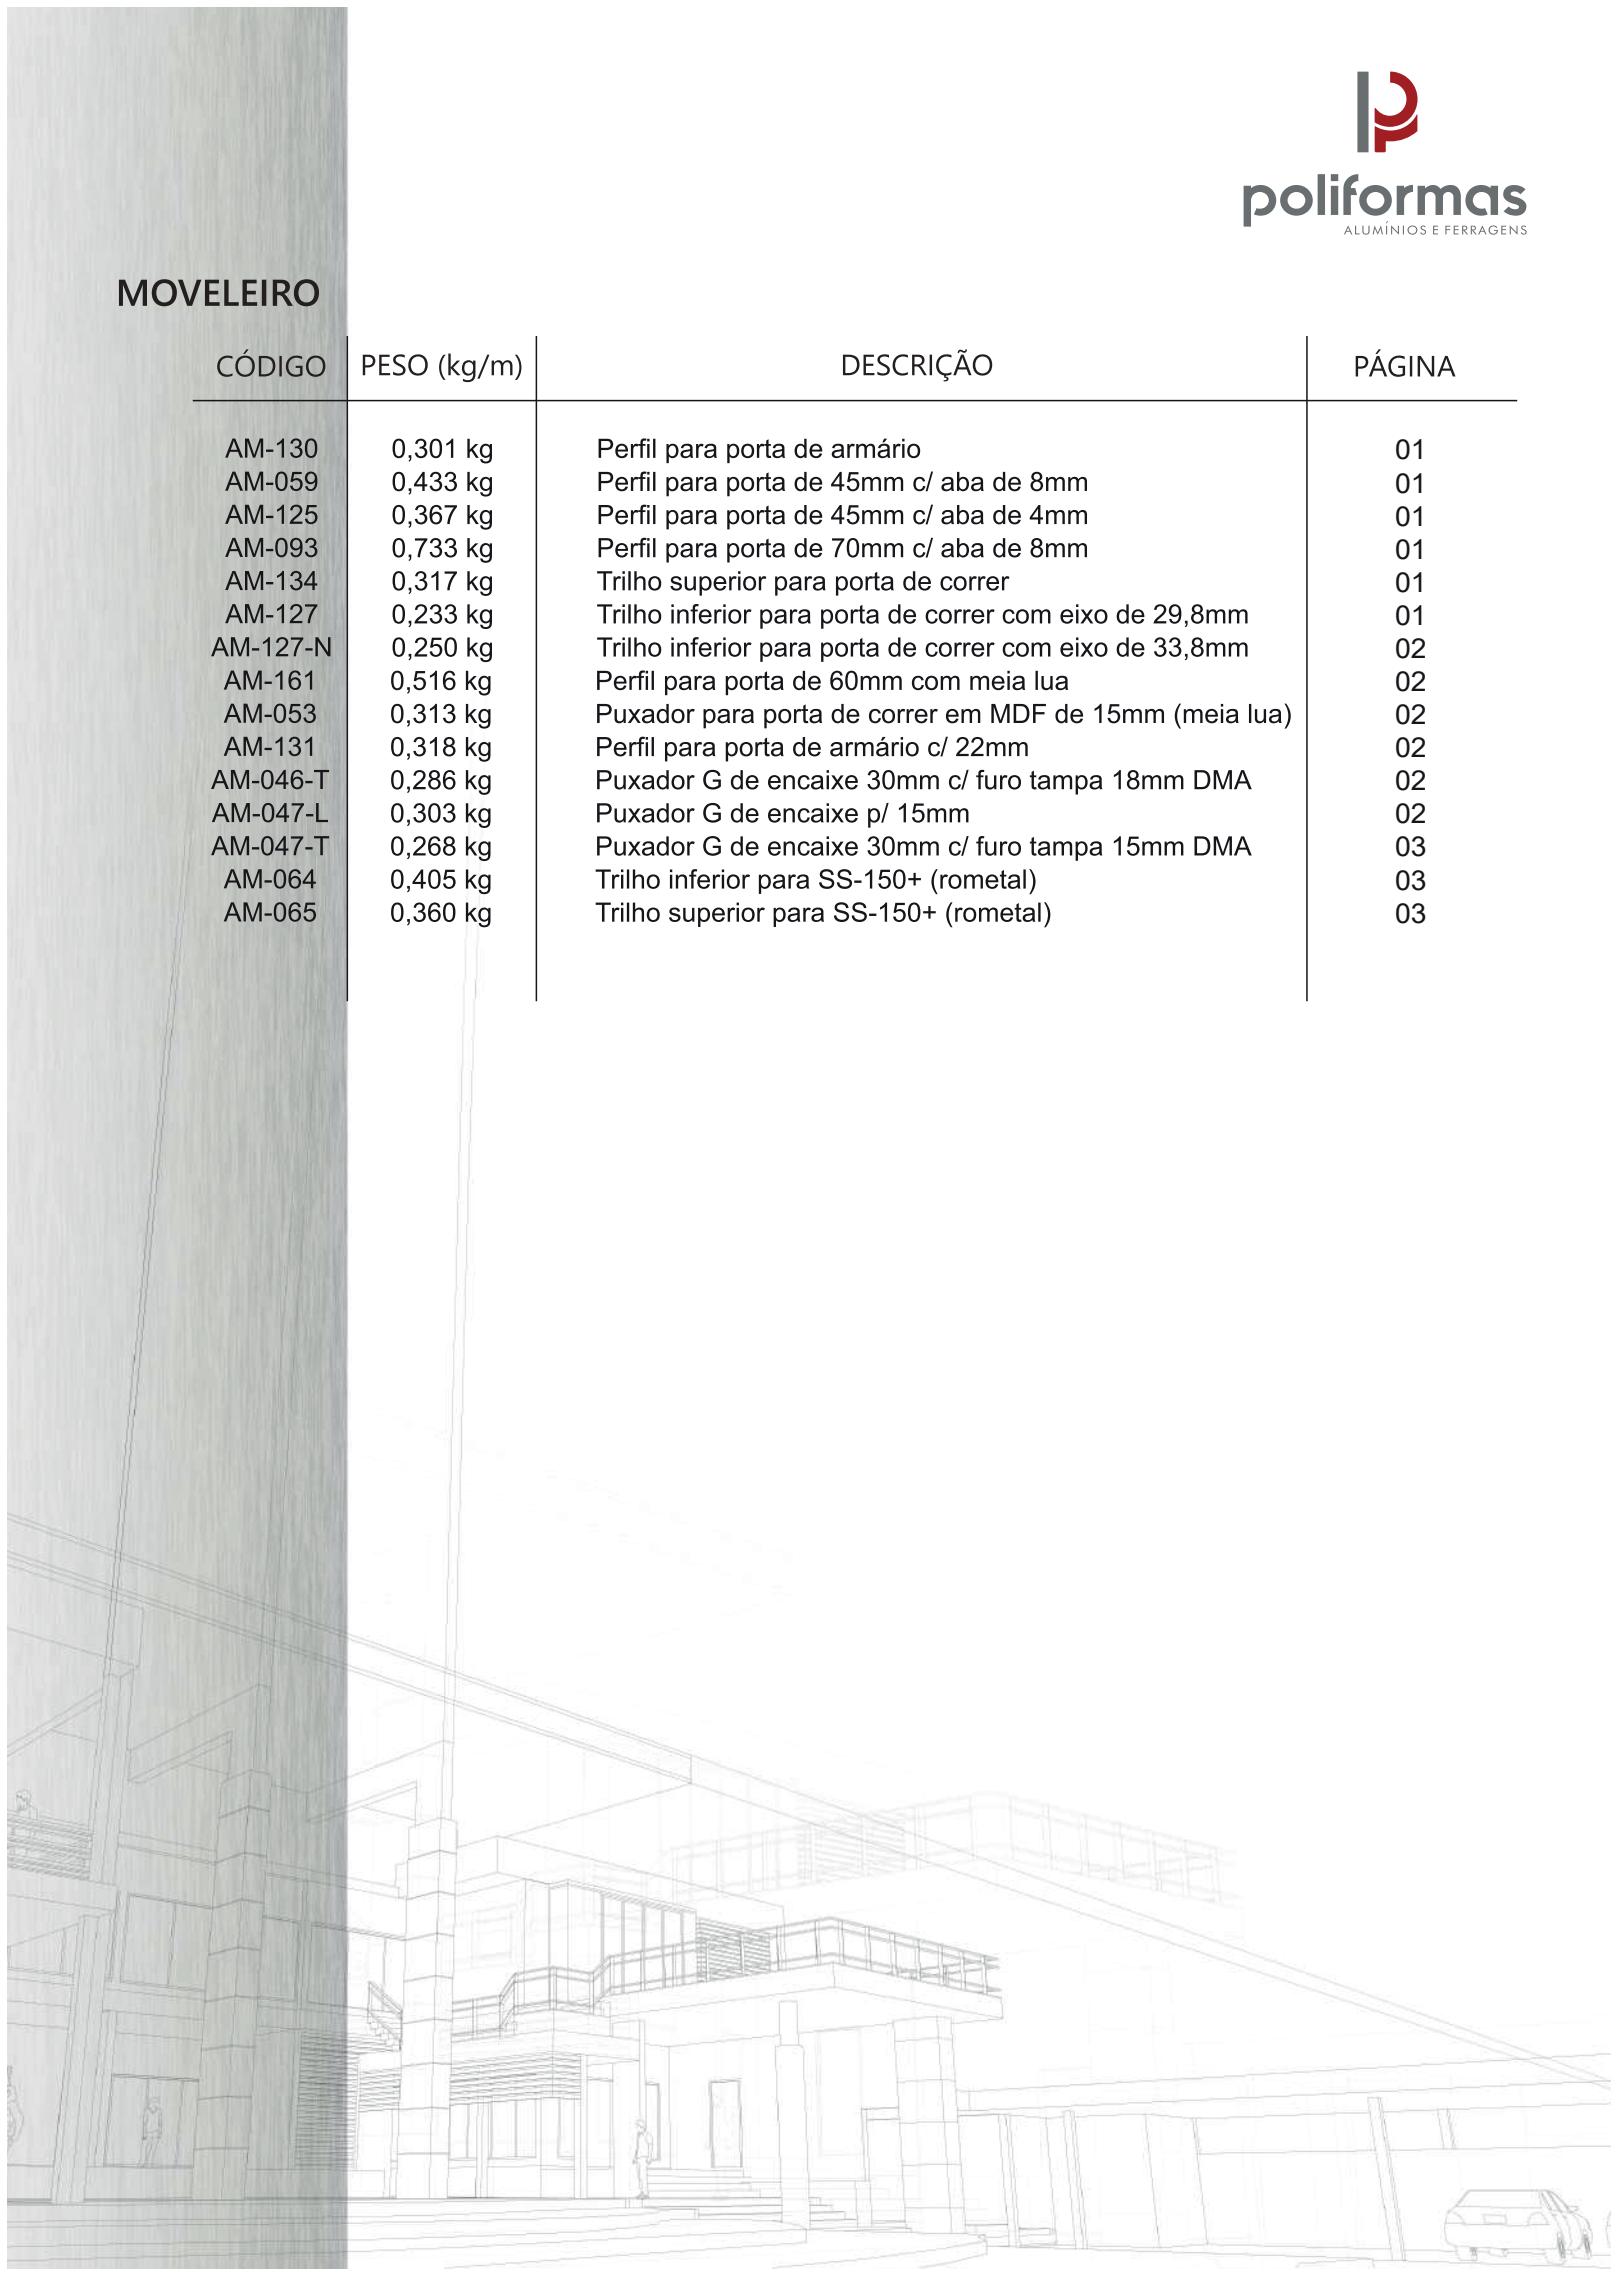 poliformas
ALUMÍNIOS E FERRAGENS
MOVELEIRO
CÓDIGO PESO (kg/m) DESCRIÇÃO PÁGINA
AM-130 0,301 kg Perfil para porta de armário 01
AM-059 0,433 kg Perfil para porta de 45mm c/ aba de 8mm 01
AM-125 0,367 kg Perfil para porta de 45mm c/ aba de 4mm 01
AM-093 0,733 kg Perfil para porta de 70mm c/ aba de 8mm 01
AM-134 0,317 kg Trilho superior para porta de correr 01
AM-127 0,233 kg Trilho inferior para porta de correr com eixo de 29,8mm 01
AM-127-N 0,250 kg Trilho inferior para porta de correr com eixo de 33,8mm 02
AM-161 0,516 kg Perfil para porta de 60mm com meia lua 02
AM-053 0,313 kg Puxador para porta de correr em MDF de 15mm (meia lua) 02
AM-131 0,318 kg Perfil para porta de armário c/ 22mm 02
AM-046-T 0,286 kg Puxador G de encaixe 30mm c/ furo tampa 18mm DMA 02
AM-047-L 0,303 kg Puxador G de encaixe p/ 15mm 02
AM-047-T 0,268 kg Puxador G de encaixe 30mm c/ furo tampa 15mm DMA 03
AM-064 0,405 kg Trilho inferior para SS-150+ (rometal) 03
AM-065 0,360 kg Trilho superior para SS-150+ (rometal) 03